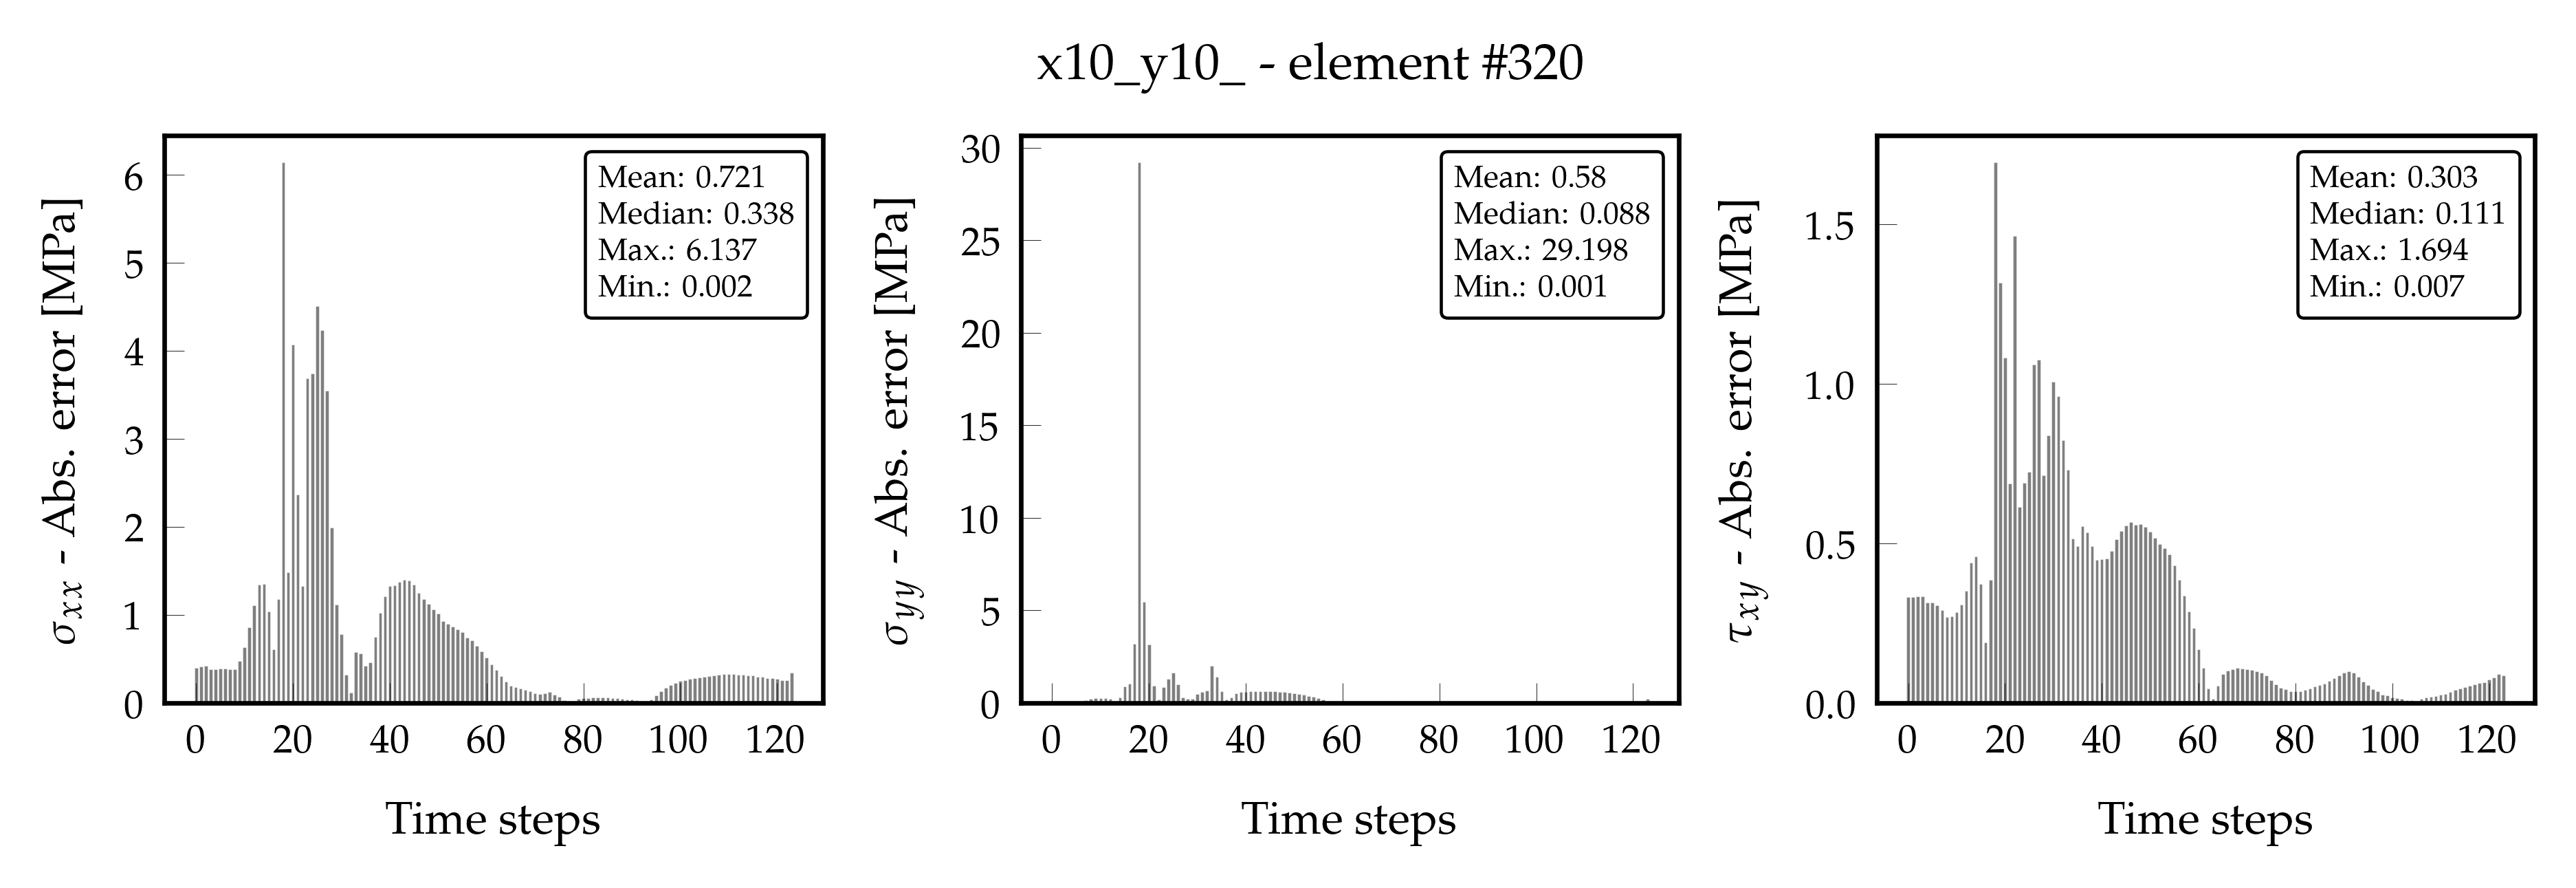 x10_y10_ - element #320
σxx - Abs. error [MPa]
6
5
4
3
2
1
0
Mean: 0.721
Median: 0.338
Max.: 6.137
Min.: 0.002
0 20 40 60 80 100 120
Time steps
σyy - Abs. error [MPa]
30
25
20
15
10
5
0
Mean: 0.58
Median: 0.088
Max.: 29.198
Min.: 0.001
0 20 40 60 80 100 120
Time steps
τxy - Abs. error [MPa]
1.5
1.0
0.5
0.0
Mean: 0.303
Median: 0.111
Max.: 1.694
Min.: 0.007
0 20 40 60 80 100 120
Time steps